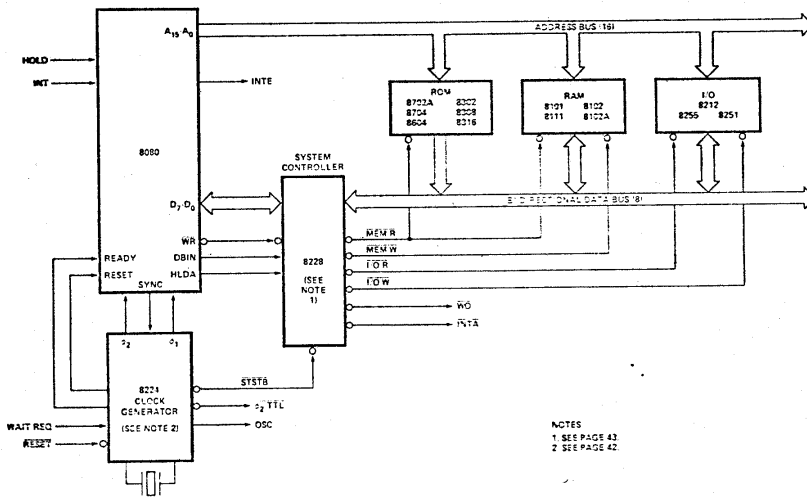 A15-A0
ADDRESS BUS (16)
HOLD
INT
INTE
8080
ROM
8702A 8302
8704 8308
8604 8316
RAM
8101 8102
8111 8102A
I/O
8212
8255 8251
SYSTEM
CONTROLLER
D7-D0
BI-DIRECTIONAL DATA BUS (8)
WR
DBIN
HLDA
READY
RESET
SYNC
8228
(SEE
NOTE
1)
MEM R
MEM W
I/O R
I/O W
WO
INTA
φ2 φ1
8224
CLOCK
GENERATOR
(SEE NOTE 2)
STSTB
φ2 TTL
OSC
WAIT REQ
RESET
NOTES
1. SEE PAGE 43.
2. SEE PAGE 42.